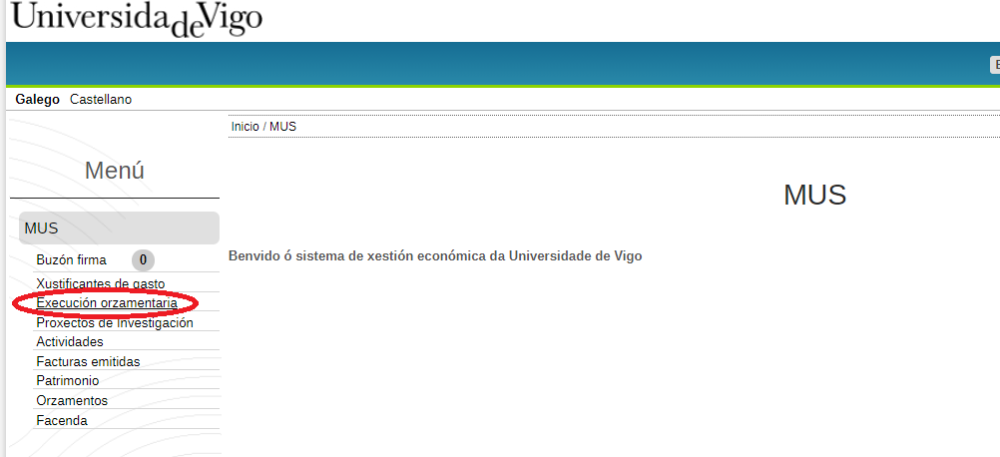 Universidade de Vigo
Galego Castellano
Inicio / MUS
Menú
MUS
MUS
Buzón firma 0
Benvido ó sistema de xestión económica da Universidade de Vigo
Xustificantes de gasto
Execución orzamentaria
Proxectos de Investigación
Actividades
Facturas emitidas
Patrimonio
Orzamentos
Facenda